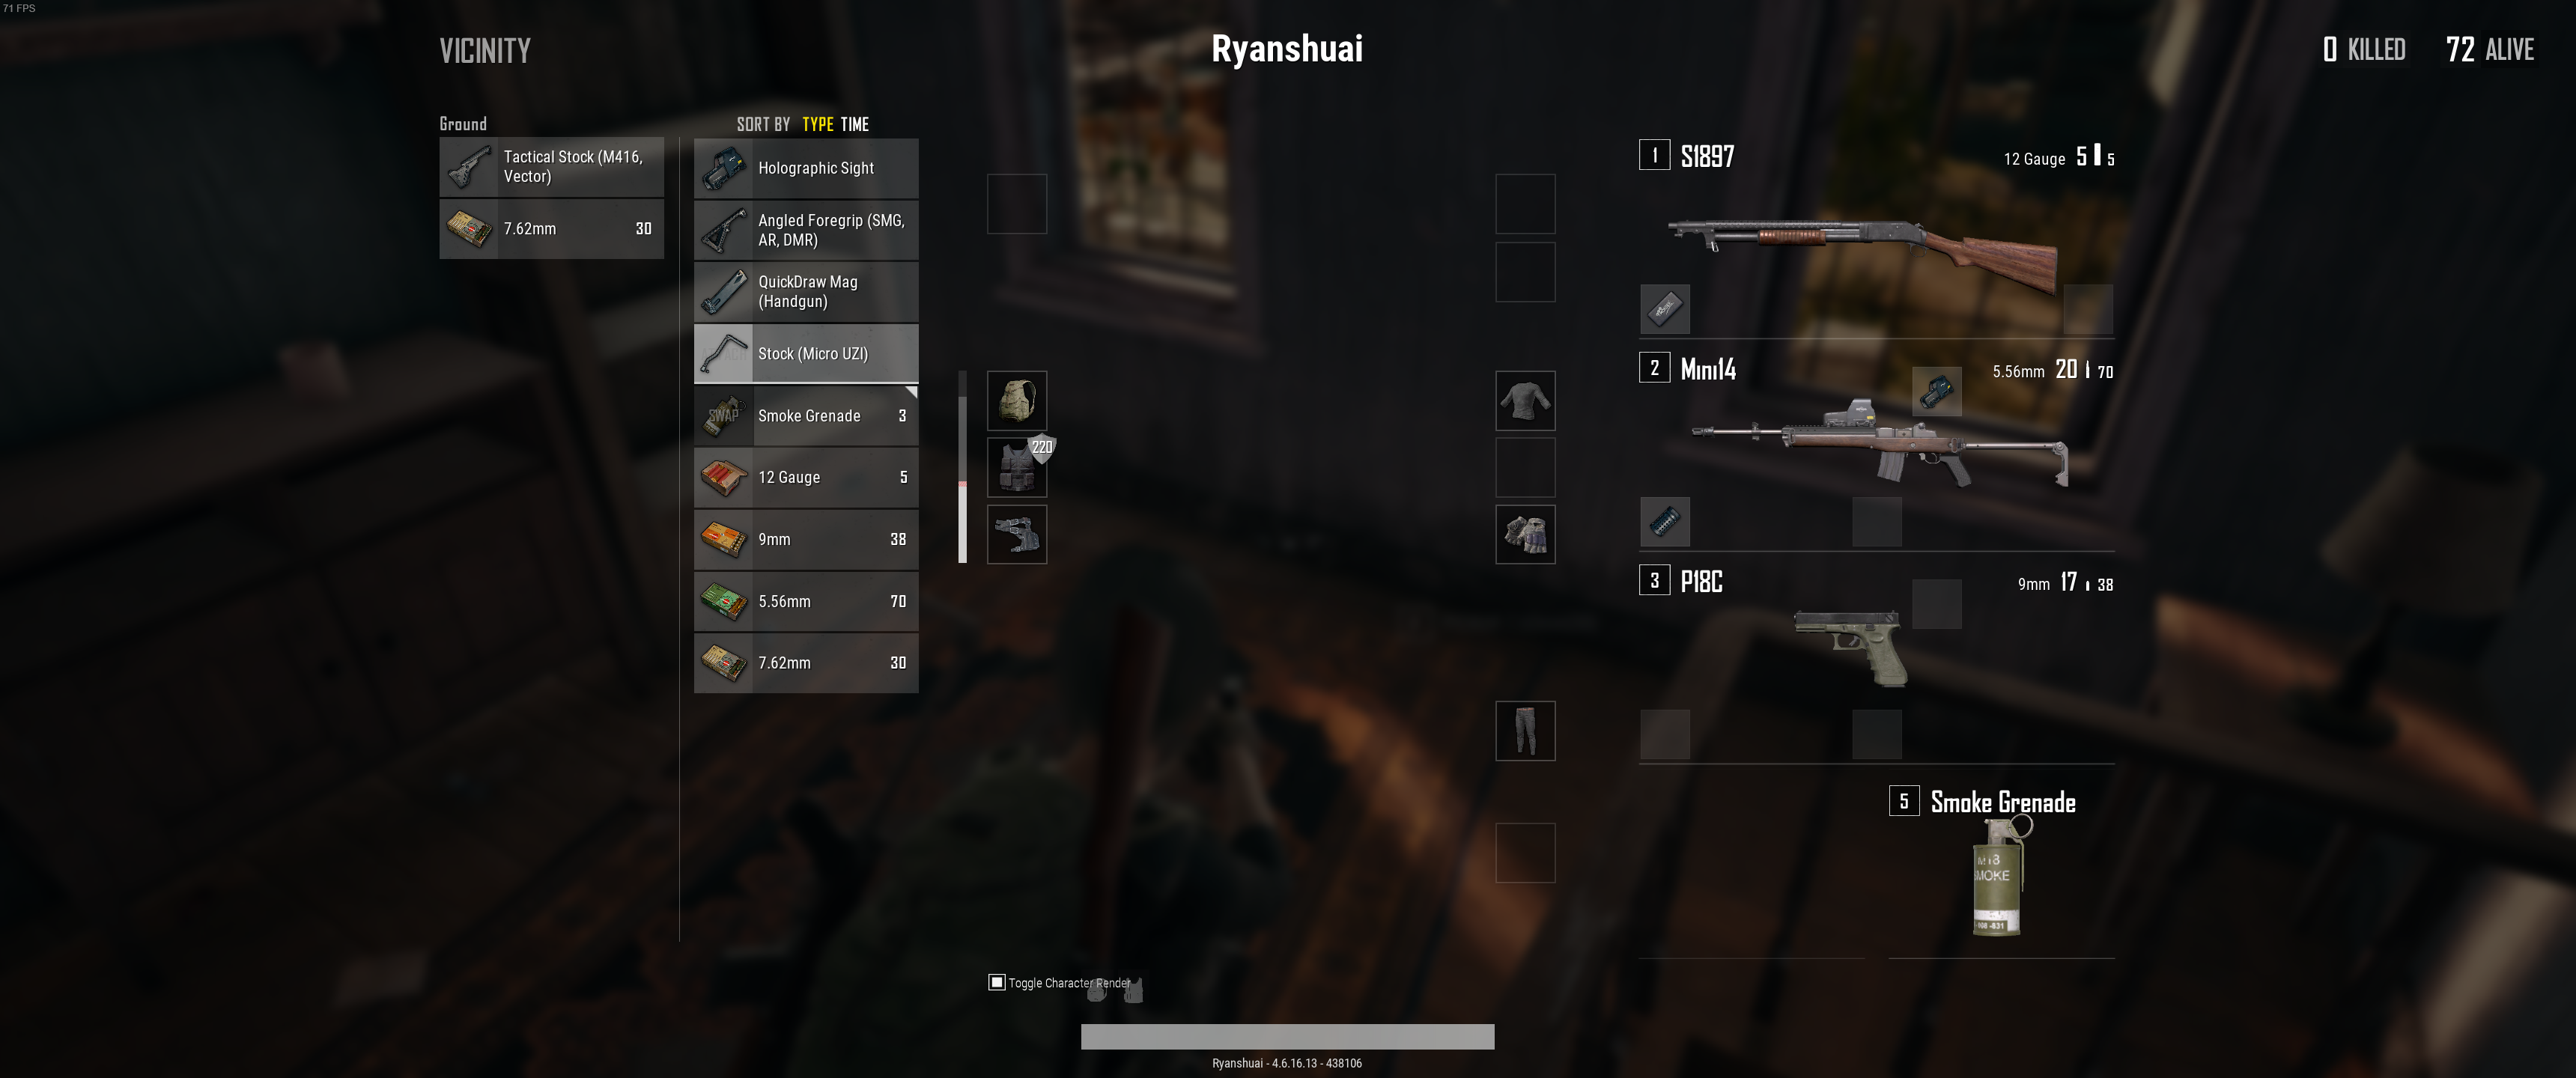 71 FPS
VICINITY
Ryanshuai
0 KILLED 72 ALIVE
Ground
SORT BY TYPE TIME
Tactical Stock (M416,
Vector)
7.62mm 30
Holographic Sight
Angled Foregrip (SMG,
AR, DMR)
QuickDraw Mag
(Handgun)
Stock (Micro UZI)
SWAP
Smoke Grenade 3
12 Gauge 5
9mm 38
5.56mm 70
7.62mm 30
220
1 S1897 12 Gauge 5 5
2 Mini14 5.56mm 20 70
3 P18C 9mm 17 38
5 Smoke Grenade
M18
SMOKE
Toggle Character Render
Ryanshuai - 4.6.16.13 - 438106